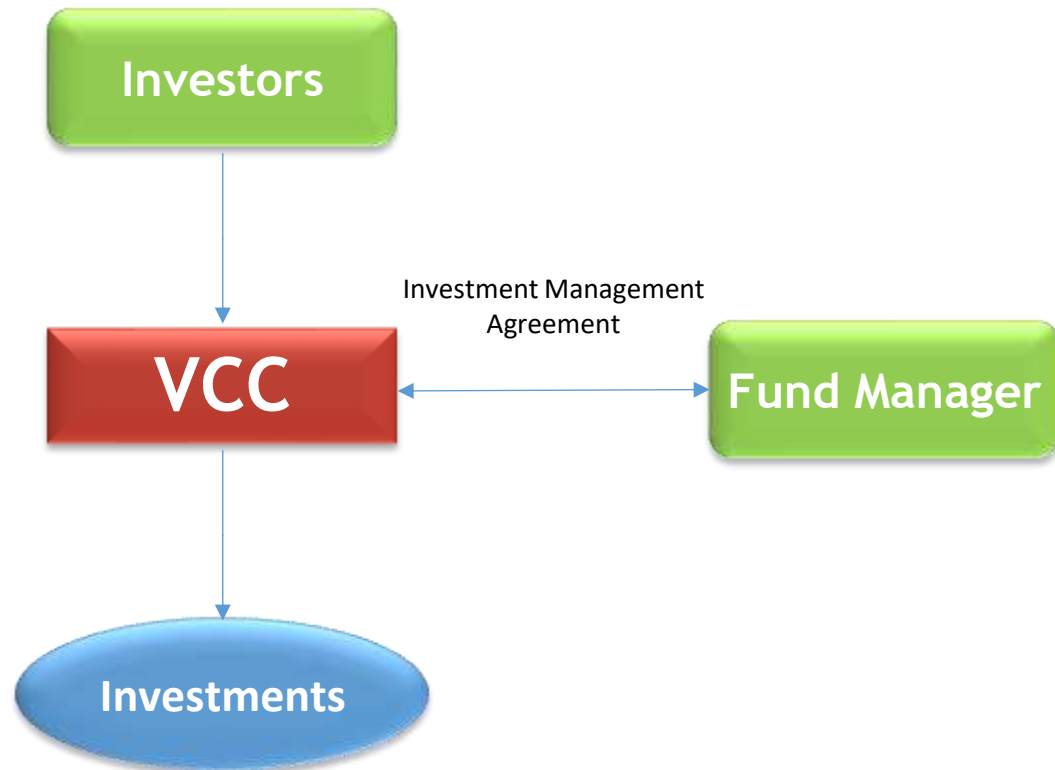 Investors
Investment Management
Agreement
VCC
Fund Manager
Investments